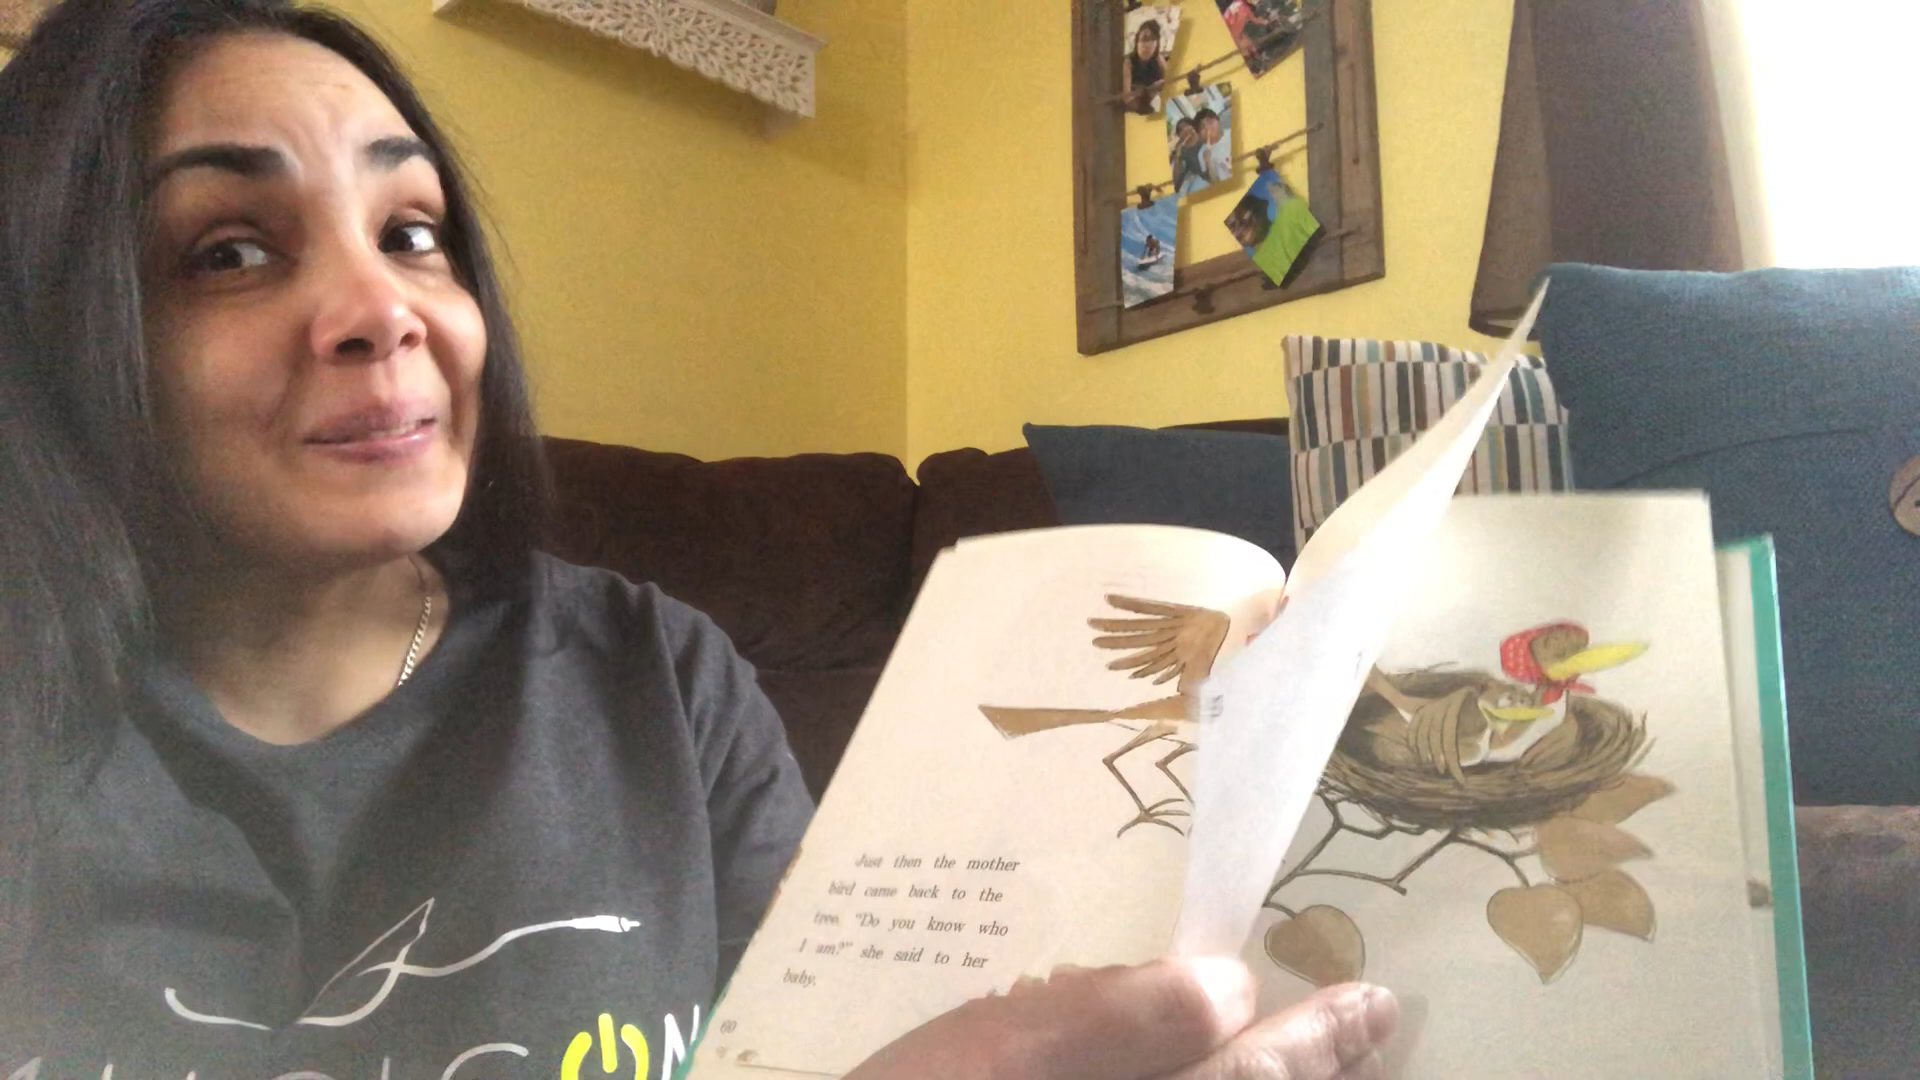 Just then the mother
bird came back to the
tree. “Do you know who
I am?” she said to her
baby.
60